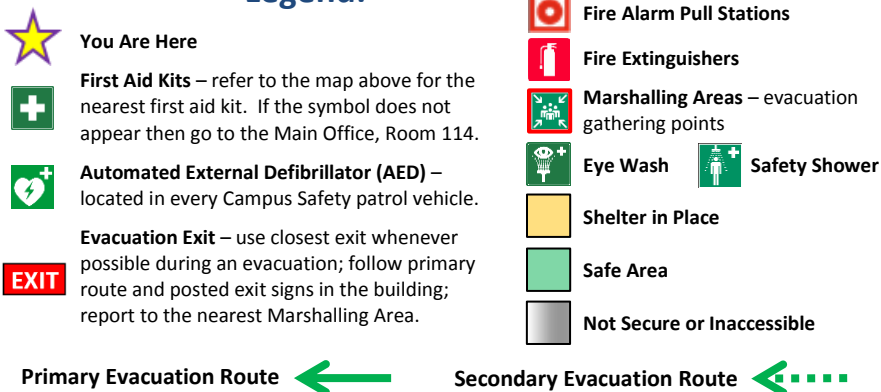 Legend:
You Are Here
First Aid Kits – refer to the map above for the
nearest first aid kit.  If the symbol does not
appear then go to the Main Office, Room 114.
Automated External Defibrillator (AED) –
located in every Campus Safety patrol vehicle.
EXIT
Evacuation Exit – use closest exit whenever
possible during an evacuation; follow primary
route and posted exit signs in the building;
report to the nearest Marshalling Area.
Fire Alarm Pull Stations
Fire Extinguishers
Marshalling Areas – evacuation
gathering points
Eye Wash
Safety Shower
Shelter in Place
Safe Area
Not Secure or Inaccessible
Primary Evacuation Route
Secondary Evacuation Route